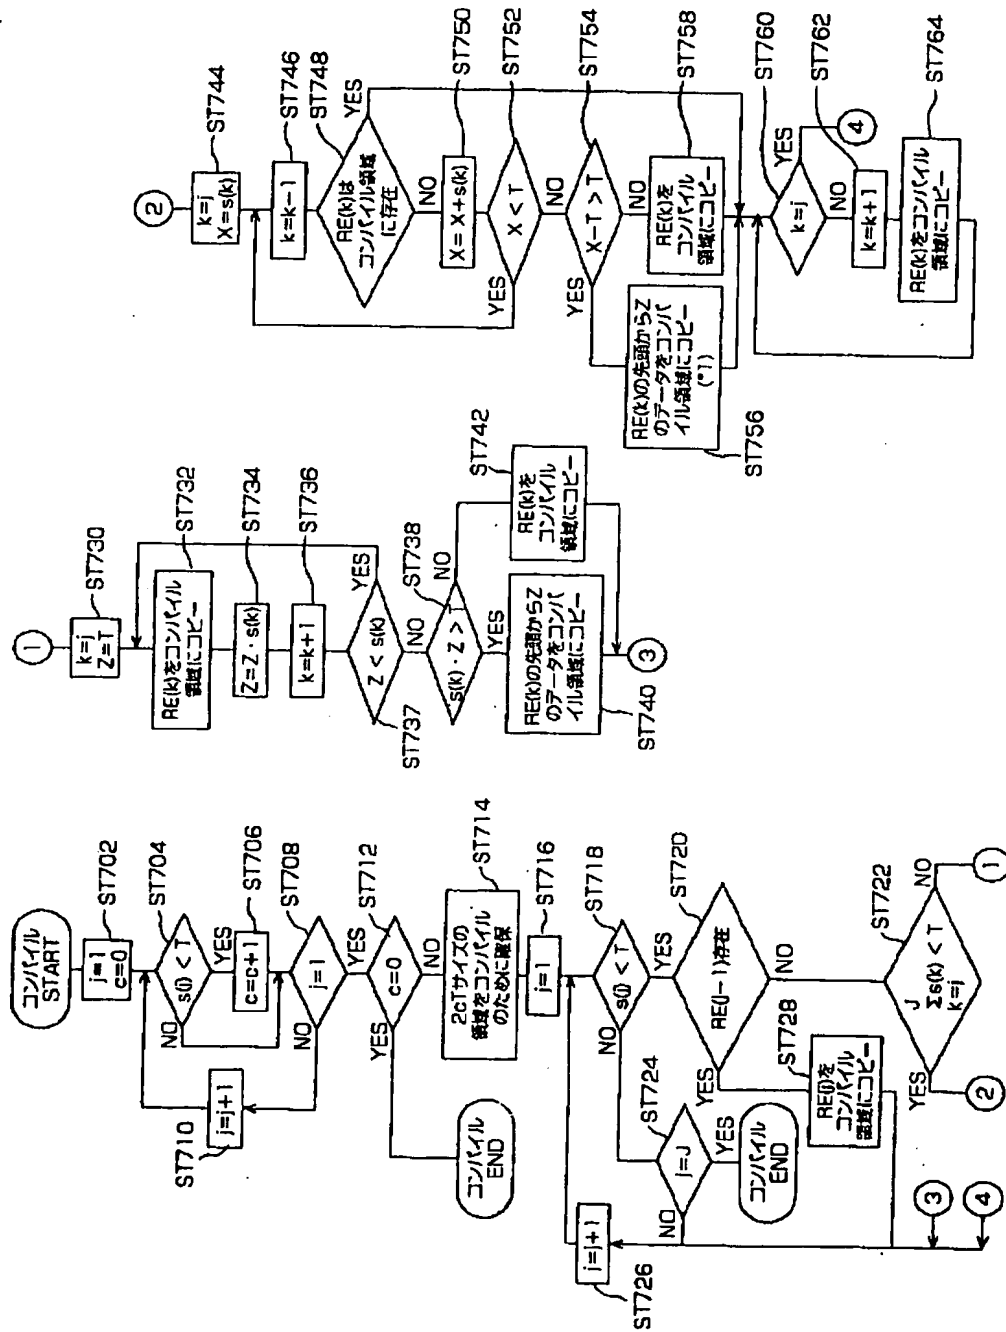 コンパイル
START
j=1
c=0
ST702
s(j) < T
ST704
YES
NO
c=c+1
ST706
j=1
ST708
YES
NO
j=j+1
ST710
c=0
ST712
YES
NO
コンパイル
END
2cTサイズの
領域をコンパイル
のために確保
ST714
j=1
ST716
s(j) < T
ST718
NO
YES
RE(j−1)存在
ST720
YES
NO
J
Σs(k) < T
k=j
ST722
NO
1
YES
2
j=J
ST724
YES
NO
コンパイル
END
j=j+1
ST726
RE(j)を
コンパイル
領域にコピー
ST728
3
4
1
k=j
Z=T
ST730
RE(k)をコンパイル
領域にコピー
ST732
Z=Z・s(k)
ST734
k=k+1
ST736
Z < s(k)
ST737
YES
NO
s(k)・Z > T
ST738
NO
YES
RE(k)の先頭からZ
のデータをコンパ
イル領域にコピー
ST740
RE(k)を
コンパイル
領域にコピー
ST742
3
2
k=j
X=s(k)
ST744
k=k−1
ST746
RE(k)は
コンパイル領域
に存在
ST748
YES
NO
X=X+s(k)
ST750
X < T
ST752
YES
NO
X−T > T
ST754
YES
NO
RE(k)の先頭からZ
のデータをコンパ
イル領域にコピー
(*1)
ST756
RE(k)を
コンパイル
領域にコピー
ST758
k=j
ST760
YES
4
NO
k=k+1
ST762
RE(k)をコンパイル
領域にコピー
ST764